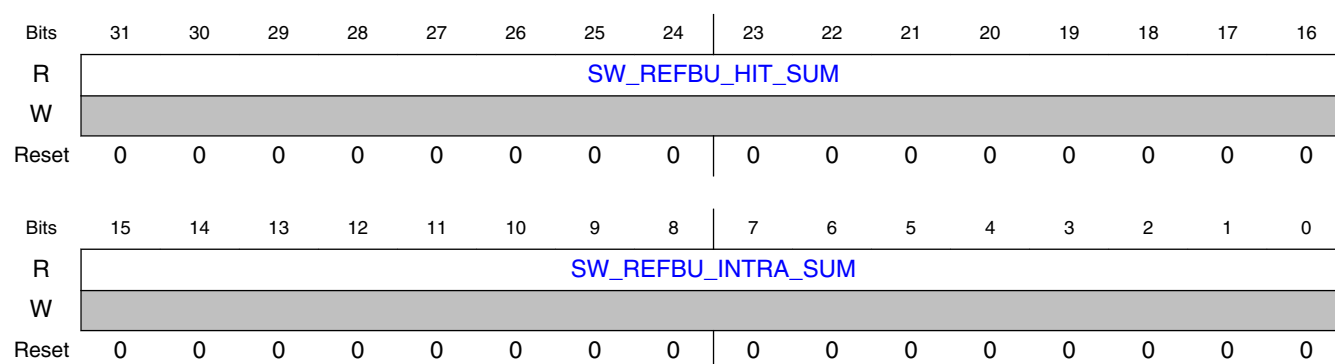 Bits 31 30 29 28 27 26 25 24 23 22 21 20 19 18 17 16
R SW_REFBU_HIT_SUM
W
Reset 0 0 0 0 0 0 0 0 0 0 0 0 0 0 0 0
Bits 15 14 13 12 11 10 9 8 7 6 5 4 3 2 1 0
R SW_REFBU_INTRA_SUM
W
Reset 0 0 0 0 0 0 0 0 0 0 0 0 0 0 0 0